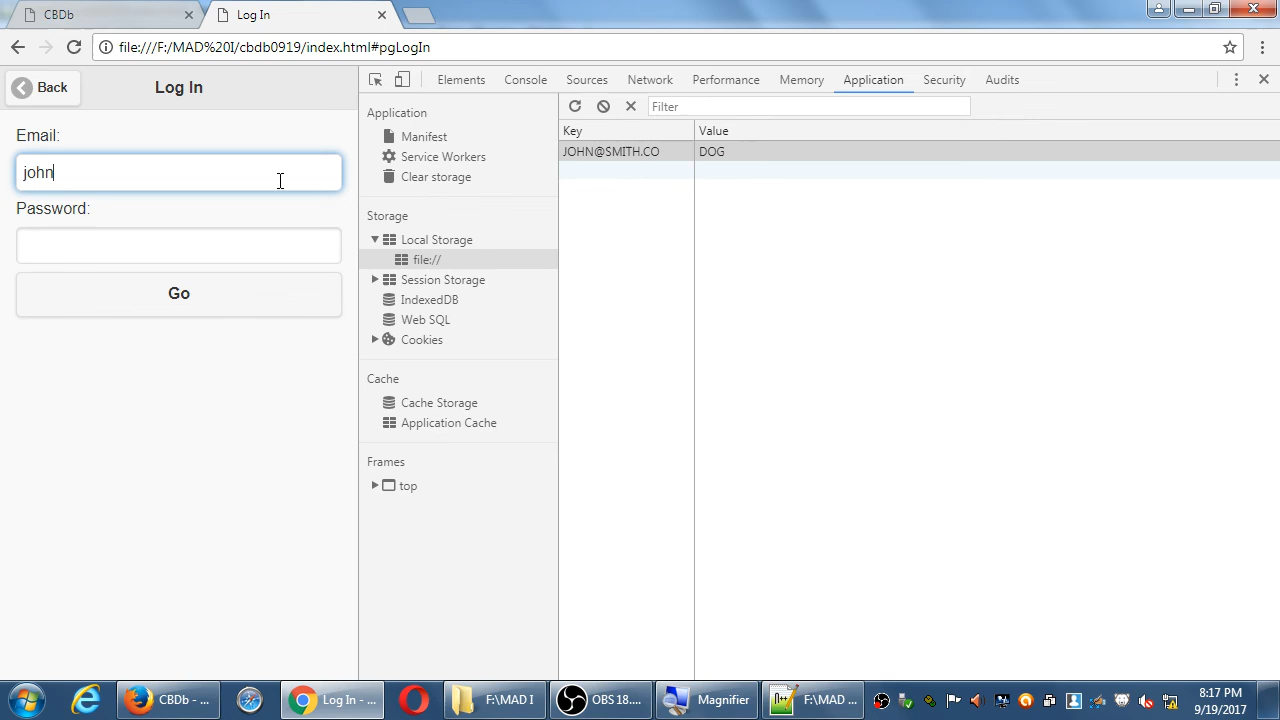 CBDb
Log In
file:///F:/MAD%20I/cbdb0919/index.html#pgLogIn
Back
Log In
Email:
john
Password:
Go
Elements Console Sources Network Performance Memory Application Security Audits
Application
Manifest
Service Workers
Clear storage
Storage
Local Storage
file://
Session Storage
IndexedDB
Web SQL
Cookies
Cache
Cache Storage
Application Cache
Frames
top
Filter
Key Value
JOHN@SMITH.CO DOG
CBDb - ...
Log In - ...
F:\MAD I
OBS 18....
Magnifier
F:\MAD ...
8:17 PM
9/19/2017